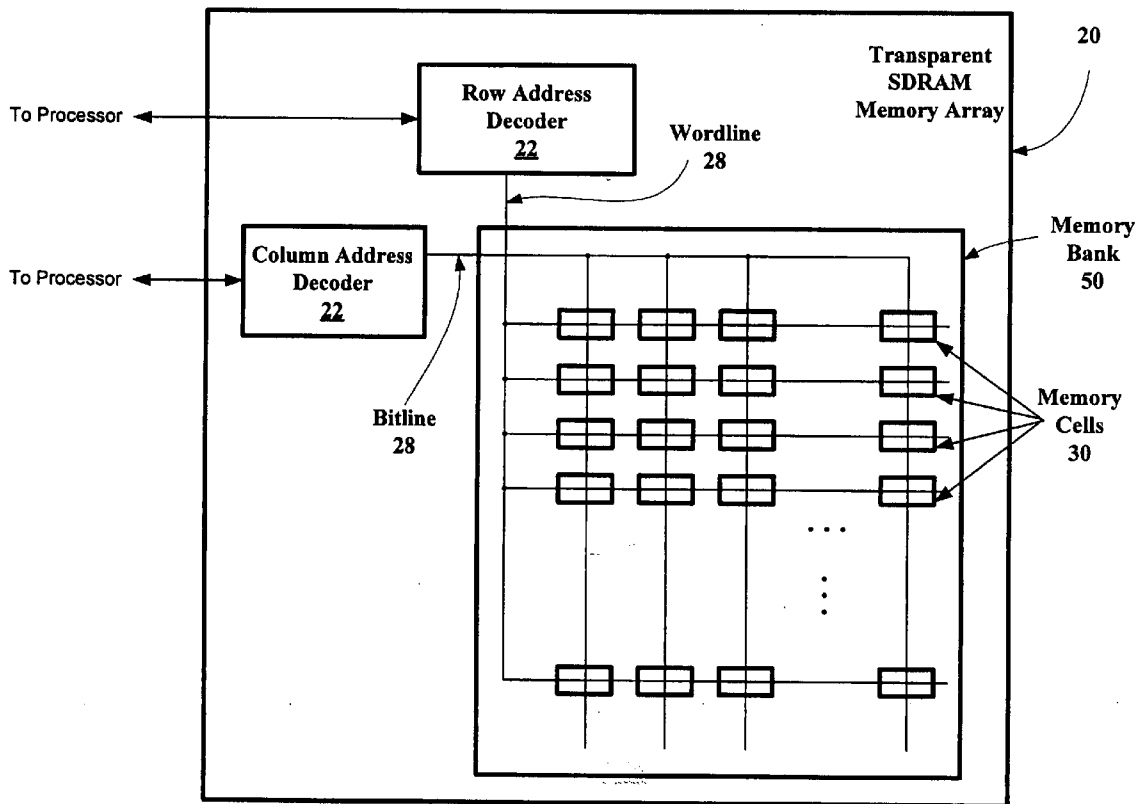 Transparent
SDRAM
Memory Array
20
To Processor
Row Address
Decoder
22
Wordline
28
To Processor
Column Address
Decoder
22
Memory
Bank
50
Bitline
28
Memory
Cells
30